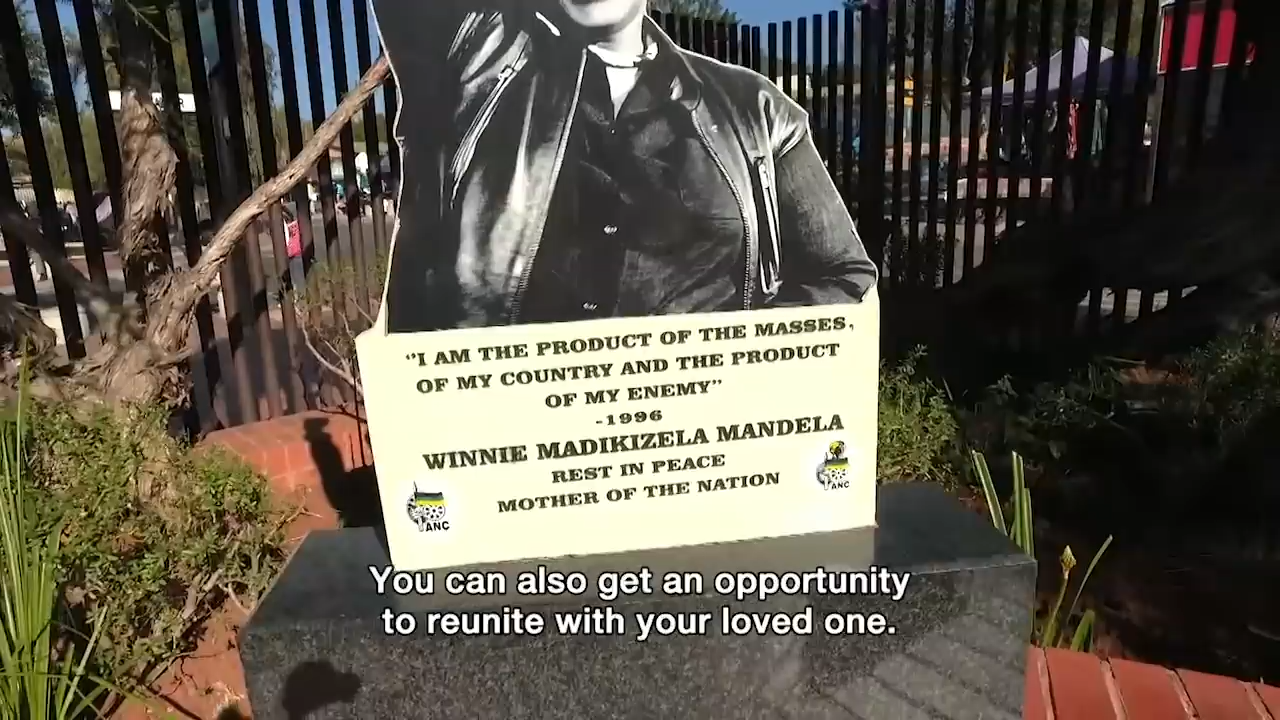 "I AM THE PRODUCT OF THE MASSES,
OF MY COUNTRY AND THE PRODUCT
OF MY ENEMY"
-1996
WINNIE MADIKIZELA MANDELA
REST IN PEACE
MOTHER OF THE NATION
ANC
ANC
You can also get an opportunity
to reunite with your loved one.